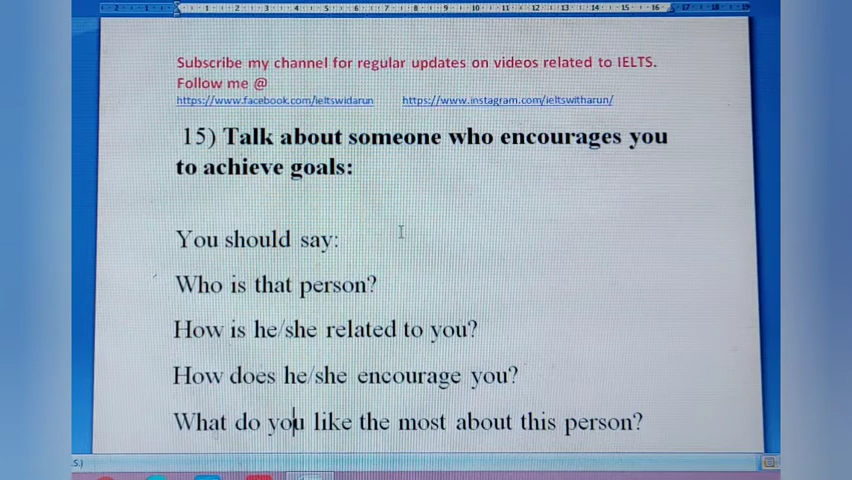 Subscribe my channel for regular updates on videos related to IELTS.
Follow me @
https://www.facebook.com/ieltswidarun https://www.instagram.com/ieltswitharun/
15) Talk about someone who encourages you
to achieve goals:
You should say:
Who is that person?
How is he/she related to you?
How does he/she encourage you?
What do you like the most about this person?